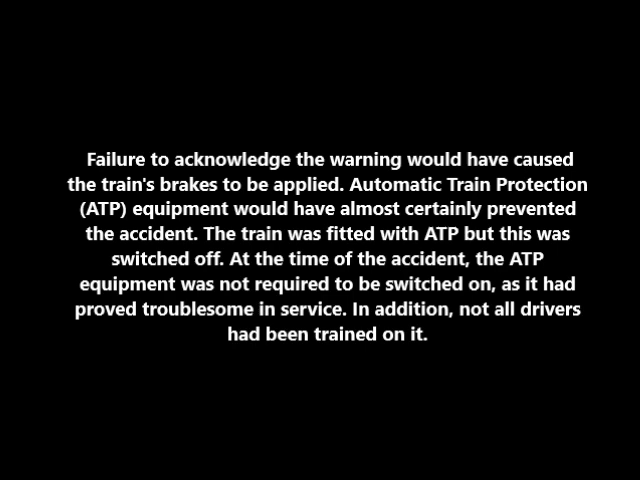 Failure to acknowledge the warning would have caused
the train's brakes to be applied. Automatic Train Protection
(ATP) equipment would have almost certainly prevented
the accident. The train was fitted with ATP but this was
switched off. At the time of the accident, the ATP
equipment was not required to be switched on, as it had
proved troublesome in service. In addition, not all drivers
had been trained on it.